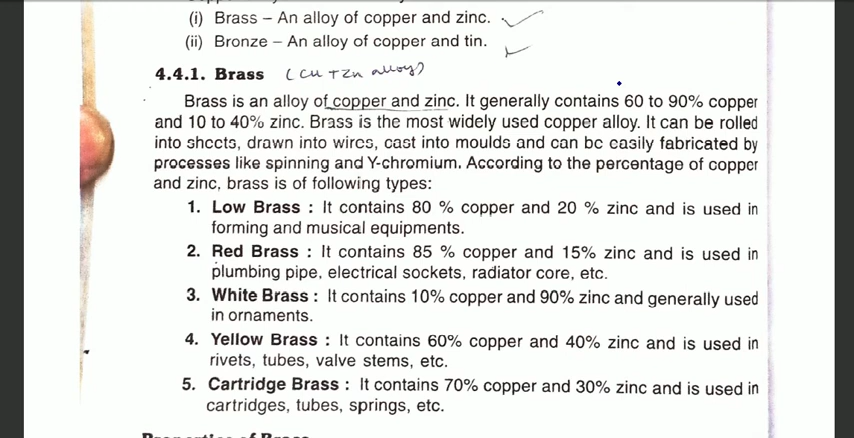 (i) Brass – An alloy of copper and zinc.
(ii) Bronze – An alloy of copper and tin.
4.4.1. Brass (Cu + Zn alloy)
Brass is an alloy of copper and zinc. It generally contains 60 to 90% copper
and 10 to 40% zinc. Brass is the most widely used copper alloy. It can be rolled
into sheets, drawn into wires, cast into moulds and can be easily fabricated by
processes like spinning and Y-chromium. According to the percentage of copper
and zinc, brass is of following types:
1. Low Brass : It contains 80 % copper and 20 % zinc and is used in
forming and musical equipments.
2. Red Brass : It contains 85 % copper and 15% zinc and is used in
plumbing pipe, electrical sockets, radiator core, etc.
3. White Brass : It contains 10% copper and 90% zinc and generally used
in ornaments.
4. Yellow Brass : It contains 60% copper and 40% zinc and is used in
rivets, tubes, valve stems, etc.
5. Cartridge Brass : It contains 70% copper and 30% zinc and is used in
cartridges, tubes, springs, etc.
Properties of Brass